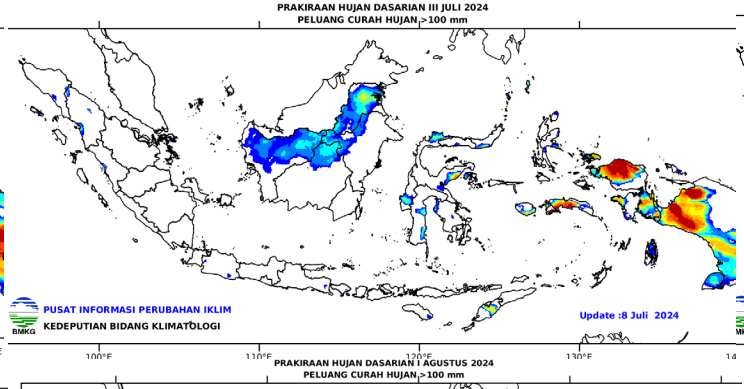 PRAKIRAAN HUJAN DASARIAN III JULI 2024
PELUANG CURAH HUJAN >100 mm
PUSAT INFORMASI PERUBAHAN IKLIM
KEDEPUTIAN BIDANG KLIMATOLOGI
BMKG
Update :8 Juli 2024
100°E 110°E 120°E 130°E
PRAKIRAAN HUJAN DASARIAN I AGUSTUS 2024
PELUANG CURAH HUJAN >100 mm